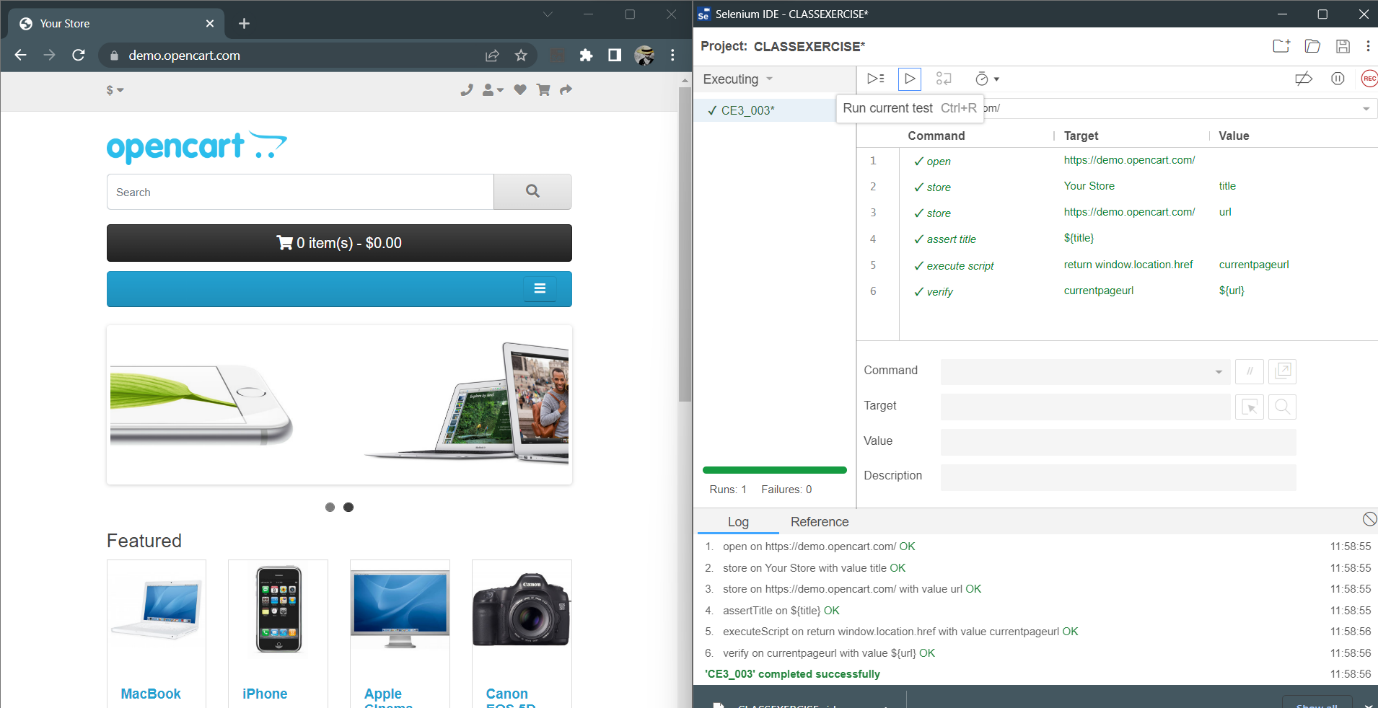 Your Store
demo.opencart.com
$
opencart
Search
0 item(s) - $0.00
Featured
MacBook
iPhone
Apple
Cinema
Canon
EOS 5D
Selenium IDE - CLASSEXERCISE*
Project: CLASSEXERCISE*
Executing
REC
CE3_003*
Run current test Ctrl+R
om/
Command Target Value
1 open https://demo.opencart.com/
2 store Your Store title
3 store https://demo.opencart.com/ url
4 assert title ${title}
5 execute script return window.location.href currentpageurl
6 verify currentpageurl ${url}
Command
//
Target
Value
Description
Runs: 1 Failures: 0
Log Reference
1. open on https://demo.opencart.com/ OK 11:58:55
2. store on Your Store with value title OK 11:58:55
3. store on https://demo.opencart.com/ with value url OK 11:58:55
4. assertTitle on ${title} OK 11:58:55
5. executeScript on return window.location.href with value currentpageurl OK 11:58:56
6. verify on currentpageurl with value ${url} OK 11:58:56
'CE3_003' completed successfully 11:58:56
Show all